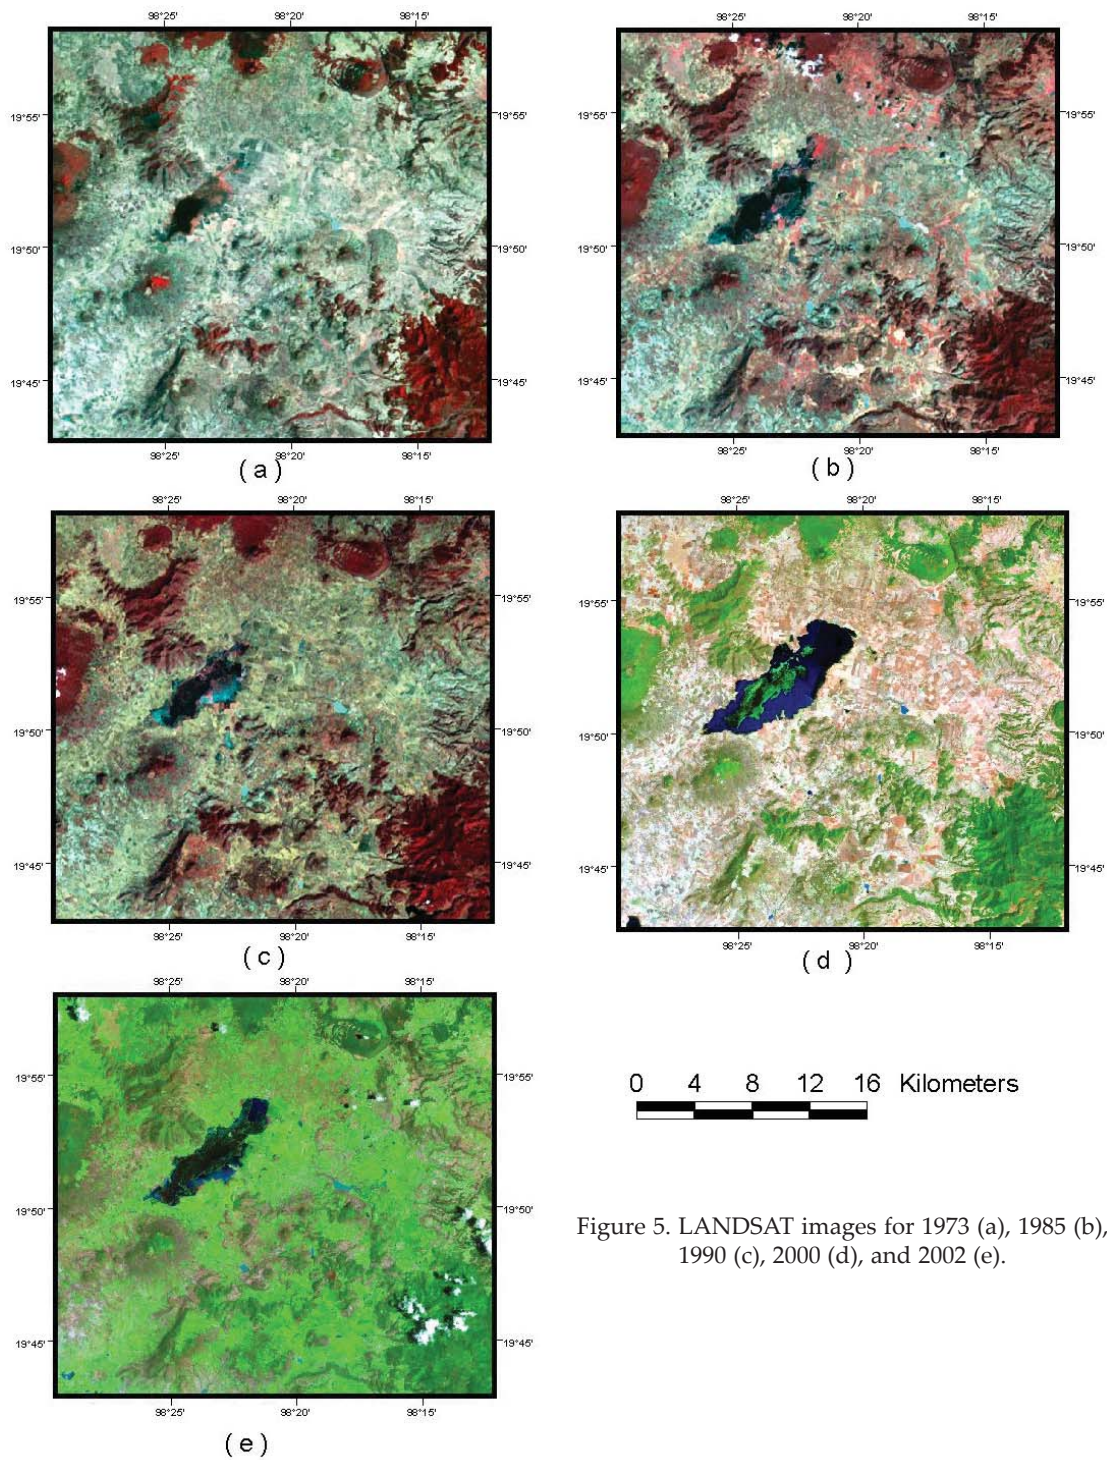 98°25' 98°20' 98°25' 98°20' 98°15'
19°55' 19°55' 19°55' 19°55'
19°50' 19°50' 19°50' 19°50'
19°45' 19°45' 19°45' 19°45'
98°25' 98°20' 98°15' 98°25' 98°20' 98°15'
( a ) ( b )
98°25' 98°20' 98°25' 98°20' 98°15'
19°55' 19°55' 19°55' 19°55'
19°50' 19°50' 19°50' 19°50'
19°45' 19°45' 19°45' 19°45'
98°25' 98°20' 98°15' 98°25' 98°20' 98°15'
( c ) ( d )
98°25' 98°20'
19°55' 19°55'
19°50' 19°50'
19°45' 19°45'
98°25' 98°20' 98°15'
( e )
0 4 8 12 16 Kilometers
Figure 5. LANDSAT images for 1973 (a), 1985 (b),
1990 (c), 2000 (d), and 2002 (e).